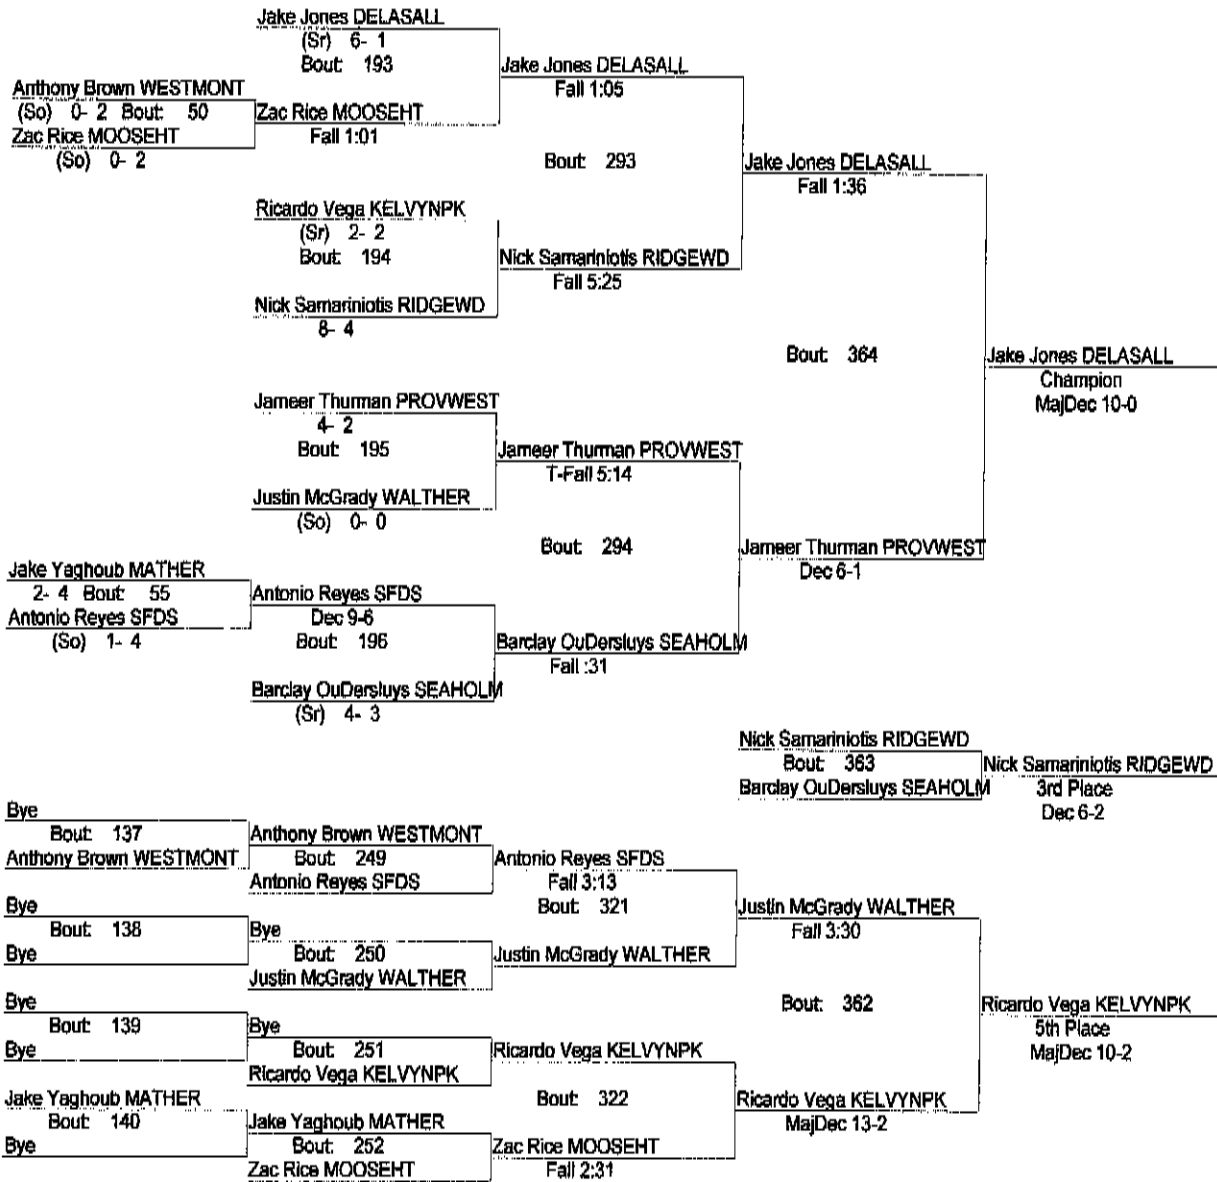 Jake Jones DELASALL
(Sr) 6- 1
Bout: 193
Jake Jones DELASALL
Fall 1:05
Anthony Brown WESTMONT
(So) 0- 2 Bout: 50
Zac Rice MOOSEHT
(So) 0- 2
Zac Rice MOOSEHT
Fall 1:01
Bout: 293
Jake Jones DELASALL
Fall 1:36
Ricardo Vega KELVYNPK
(Sr) 2- 2
Bout: 194
Nick Samariniotis RIDGEWD
Fall 5:25
Nick Samariniotis RIDGEWD
8- 4
Bout: 364
Jake Jones DELASALL
Champion
MajDec 10-0
Jameer Thurman PROVWEST
4- 2
Bout: 195
Jameer Thurman PROVWEST
T-Fall 5:14
Justin McGrady WALTHER
(So) 0- 0
Bout: 294
Jameer Thurman PROVWEST
Dec 6-1
Jake Yaghoub MATHER
2- 4 Bout: 55
Antonio Reyes SFDS
(So) 1- 4
Antonio Reyes SFDS
Dec 9-6
Bout: 196
Barclay OuDersluys SEAHOLM
Fall :31
Barclay OuDersluys SEAHOLM
(Sr) 4- 3
Nick Samariniotis RIDGEWD
Bout: 363
Barclay OuDersluys SEAHOLM
Nick Samariniotis RIDGEWD
3rd Place
Dec 6-2
Bye
Bout: 137
Anthony Brown WESTMONT
Anthony Brown WESTMONT
Bout: 249
Antonio Reyes SFDS
Antonio Reyes SFDS
Fall 3:13
Bout: 321
Bye
Bout: 138
Bye
Bye
Bout: 250
Justin McGrady WALTHER
Justin McGrady WALTHER
Justin McGrady WALTHER
Fall 3:30
Bye
Bout: 139
Bye
Bye
Bout: 251
Ricardo Vega KELVYNPK
Ricardo Vega KELVYNPK
Bout: 362
Ricardo Vega KELVYNPK
5th Place
MajDec 10-2
Bout: 322
Ricardo Vega KELVYNPK
MajDec 13-2
Jake Yaghoub MATHER
Bout: 140
Bye
Jake Yaghoub MATHER
Bout: 252
Zac Rice MOOSEHT
Zac Rice MOOSEHT
Fall 2:31